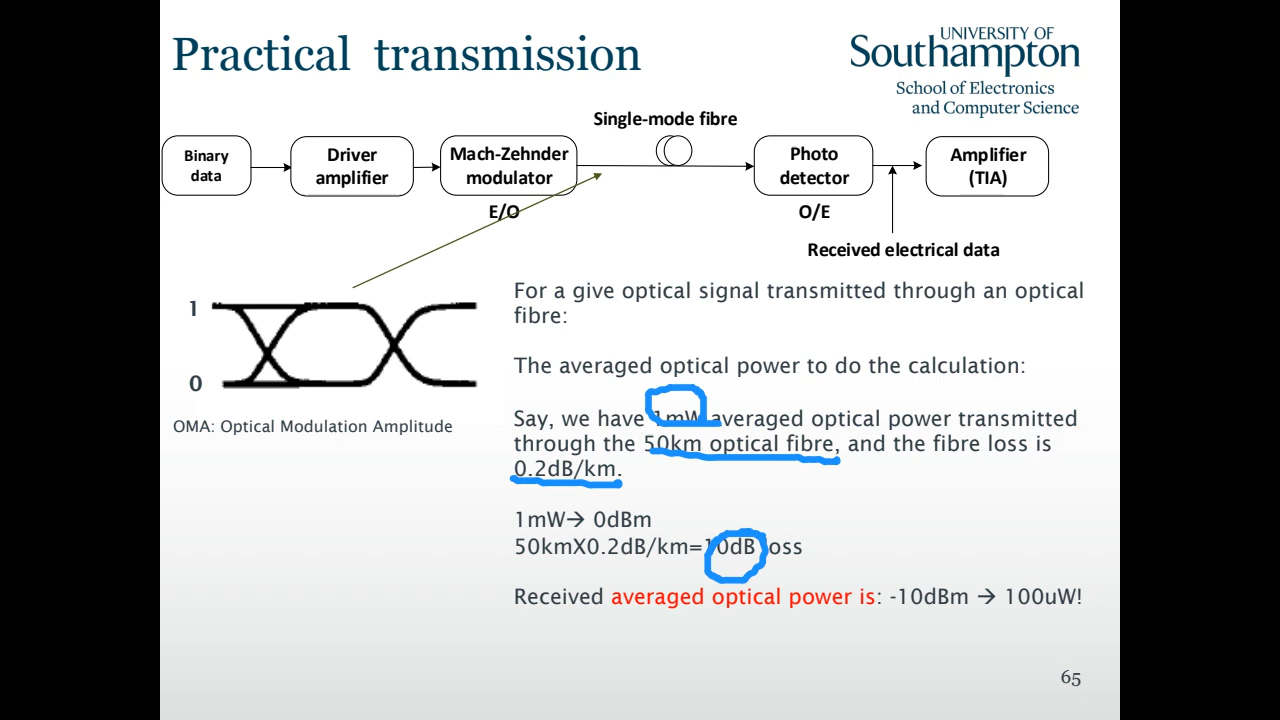 Practical transmission
UNIVERSITY OF
Southampton
School of Electronics
and Computer Science
Single-mode fibre
Binary
data
Driver
amplifier
Mach-Zehnder
modulator
Photo
detector
Amplifier
(TIA)
E/O
O/E
Received electrical data
1
0
OMA: Optical Modulation Amplitude
For a give optical signal transmitted through an optical
fibre:
The averaged optical power to do the calculation:
Say, we have 1mW averaged optical power transmitted
through the 50km optical fibre, and the fibre loss is
0.2dB/km.
1mW→ 0dBm
50kmX0.2dB/km=10dB loss
Received averaged optical power is: -10dBm → 100uW!
65